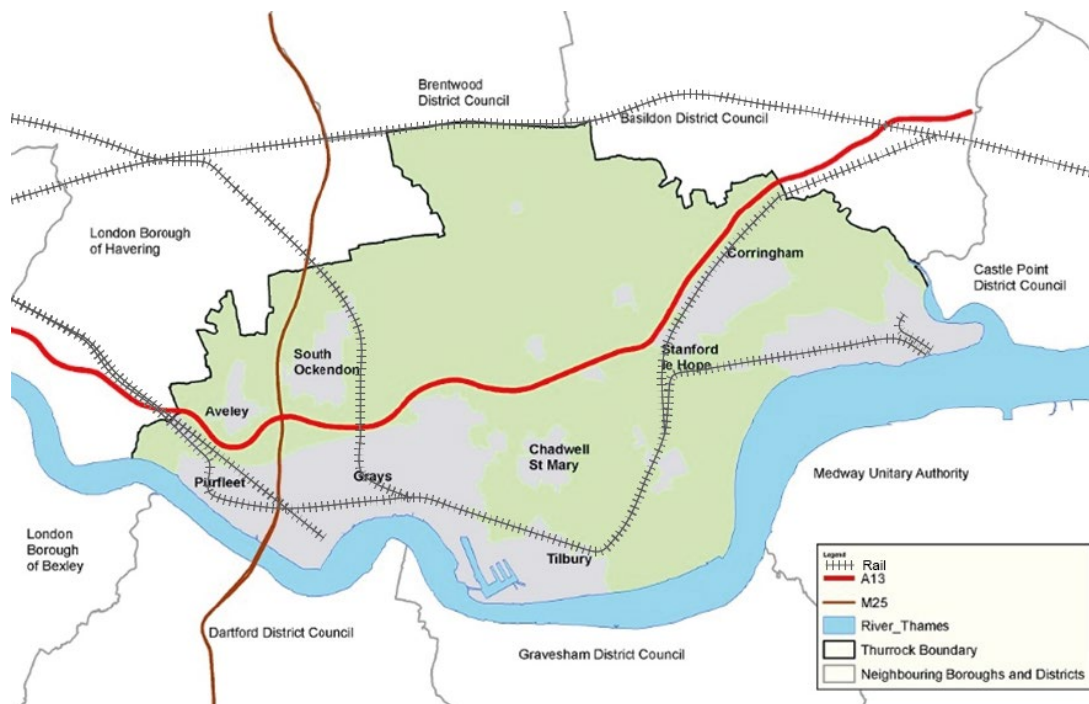 Brentwood
District Council
Basildon District Council
London Borough
of Havering
Corringham
Castle Point
District Council
South
Ockendon
Stanford
le Hope
Aveley
Chadwell
St Mary
Medway Unitary Authority
Purfleet
Grays
London
Borough
of Bexley
Tilbury
Dartford District Council
Gravesham District Council
Legend
Rail
A13
M25
River_Thames
Thurrock Boundary
Neighbouring Boroughs and Districts